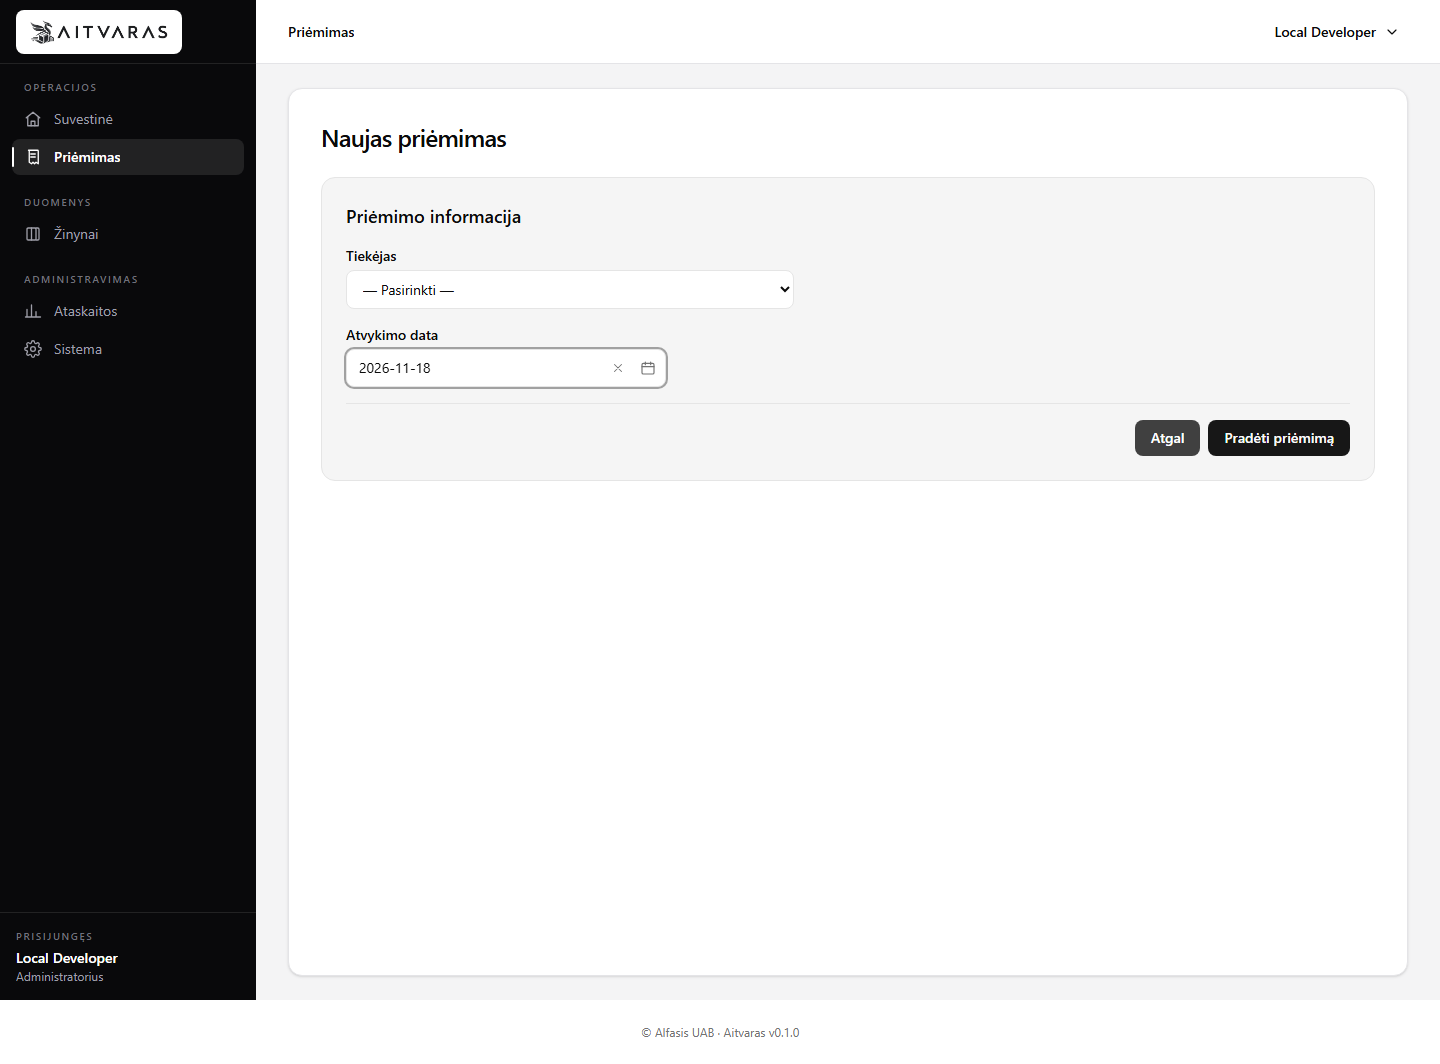 AITVARAS
Priėmimas
Local Developer
OPERACIJOS
Suvestinė
Priėmimas
DUOMENYS
Žinynai
ADMINISTRAVIMAS
Ataskaitos
Sistema
Naujas priėmimas
Priėmimo informacija
Tiekėjas
— Pasirinkti —
Atvykimo data
2026-11-18
Atgal
Pradėti priėmimą
PRISIJUNGĘS
Local Developer
Administratorius
© Alfasis UAB · Aitvaras v0.1.0